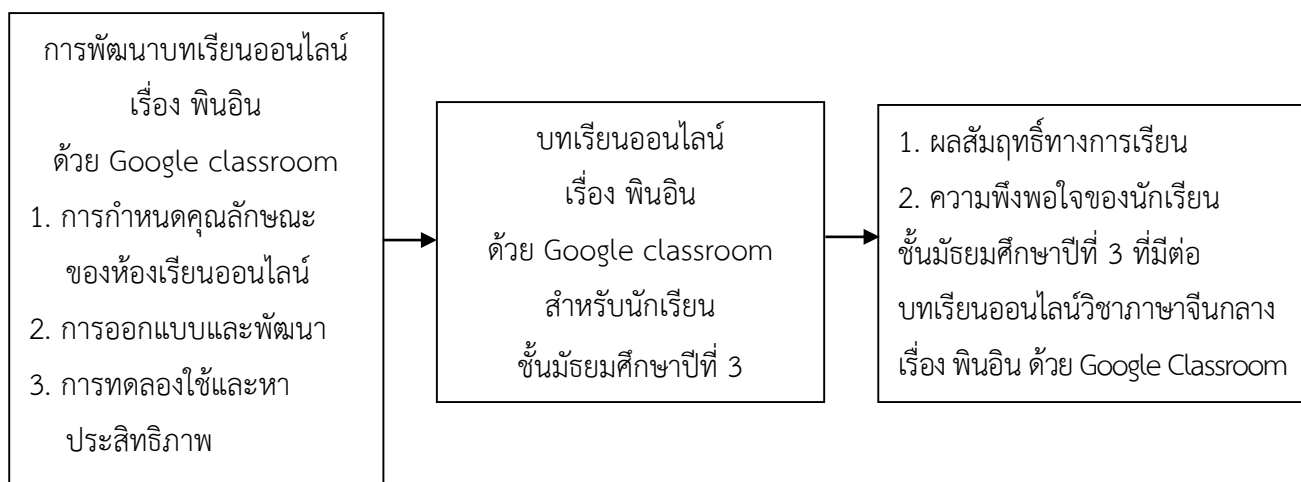 การพัฒนาบทเรียนออนไลน์
เรื่อง พินอิน
ด้วย Google classroom
1. การกำหนดคุณลักษณะ
ของห้องเรียนออนไลน์
2. การออกแบบและพัฒนา
3. การทดลองใช้และหา
ประสิทธิภาพ
บทเรียนออนไลน์
เรื่อง พินอิน
ด้วย Google classroom
สำหรับนักเรียน
ชั้นมัธยมศึกษาปีที่ 3
1. ผลสัมฤทธิ์ทางการเรียน
2. ความพึงพอใจของนักเรียน
ชั้นมัธยมศึกษาปีที่ 3 ที่มีต่อ
บทเรียนออนไลน์วิชาภาษาจีนกลาง
เรื่อง พินอิน ด้วย Google Classroom